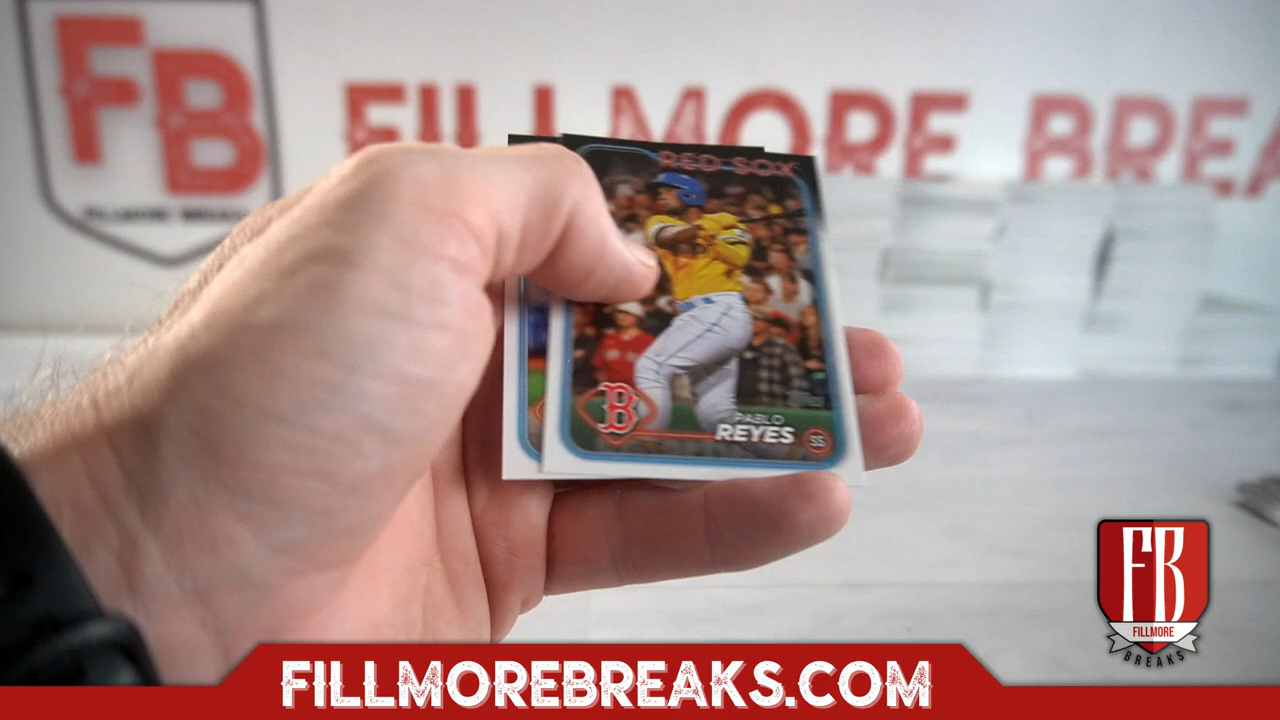 FB
FILLMORE BREAKS
FILLMORE BREA
RED SOX
B
PABLO
REYES SS
FB
FILLMORE
BREAKS
FILLMOREBREAKS.COM